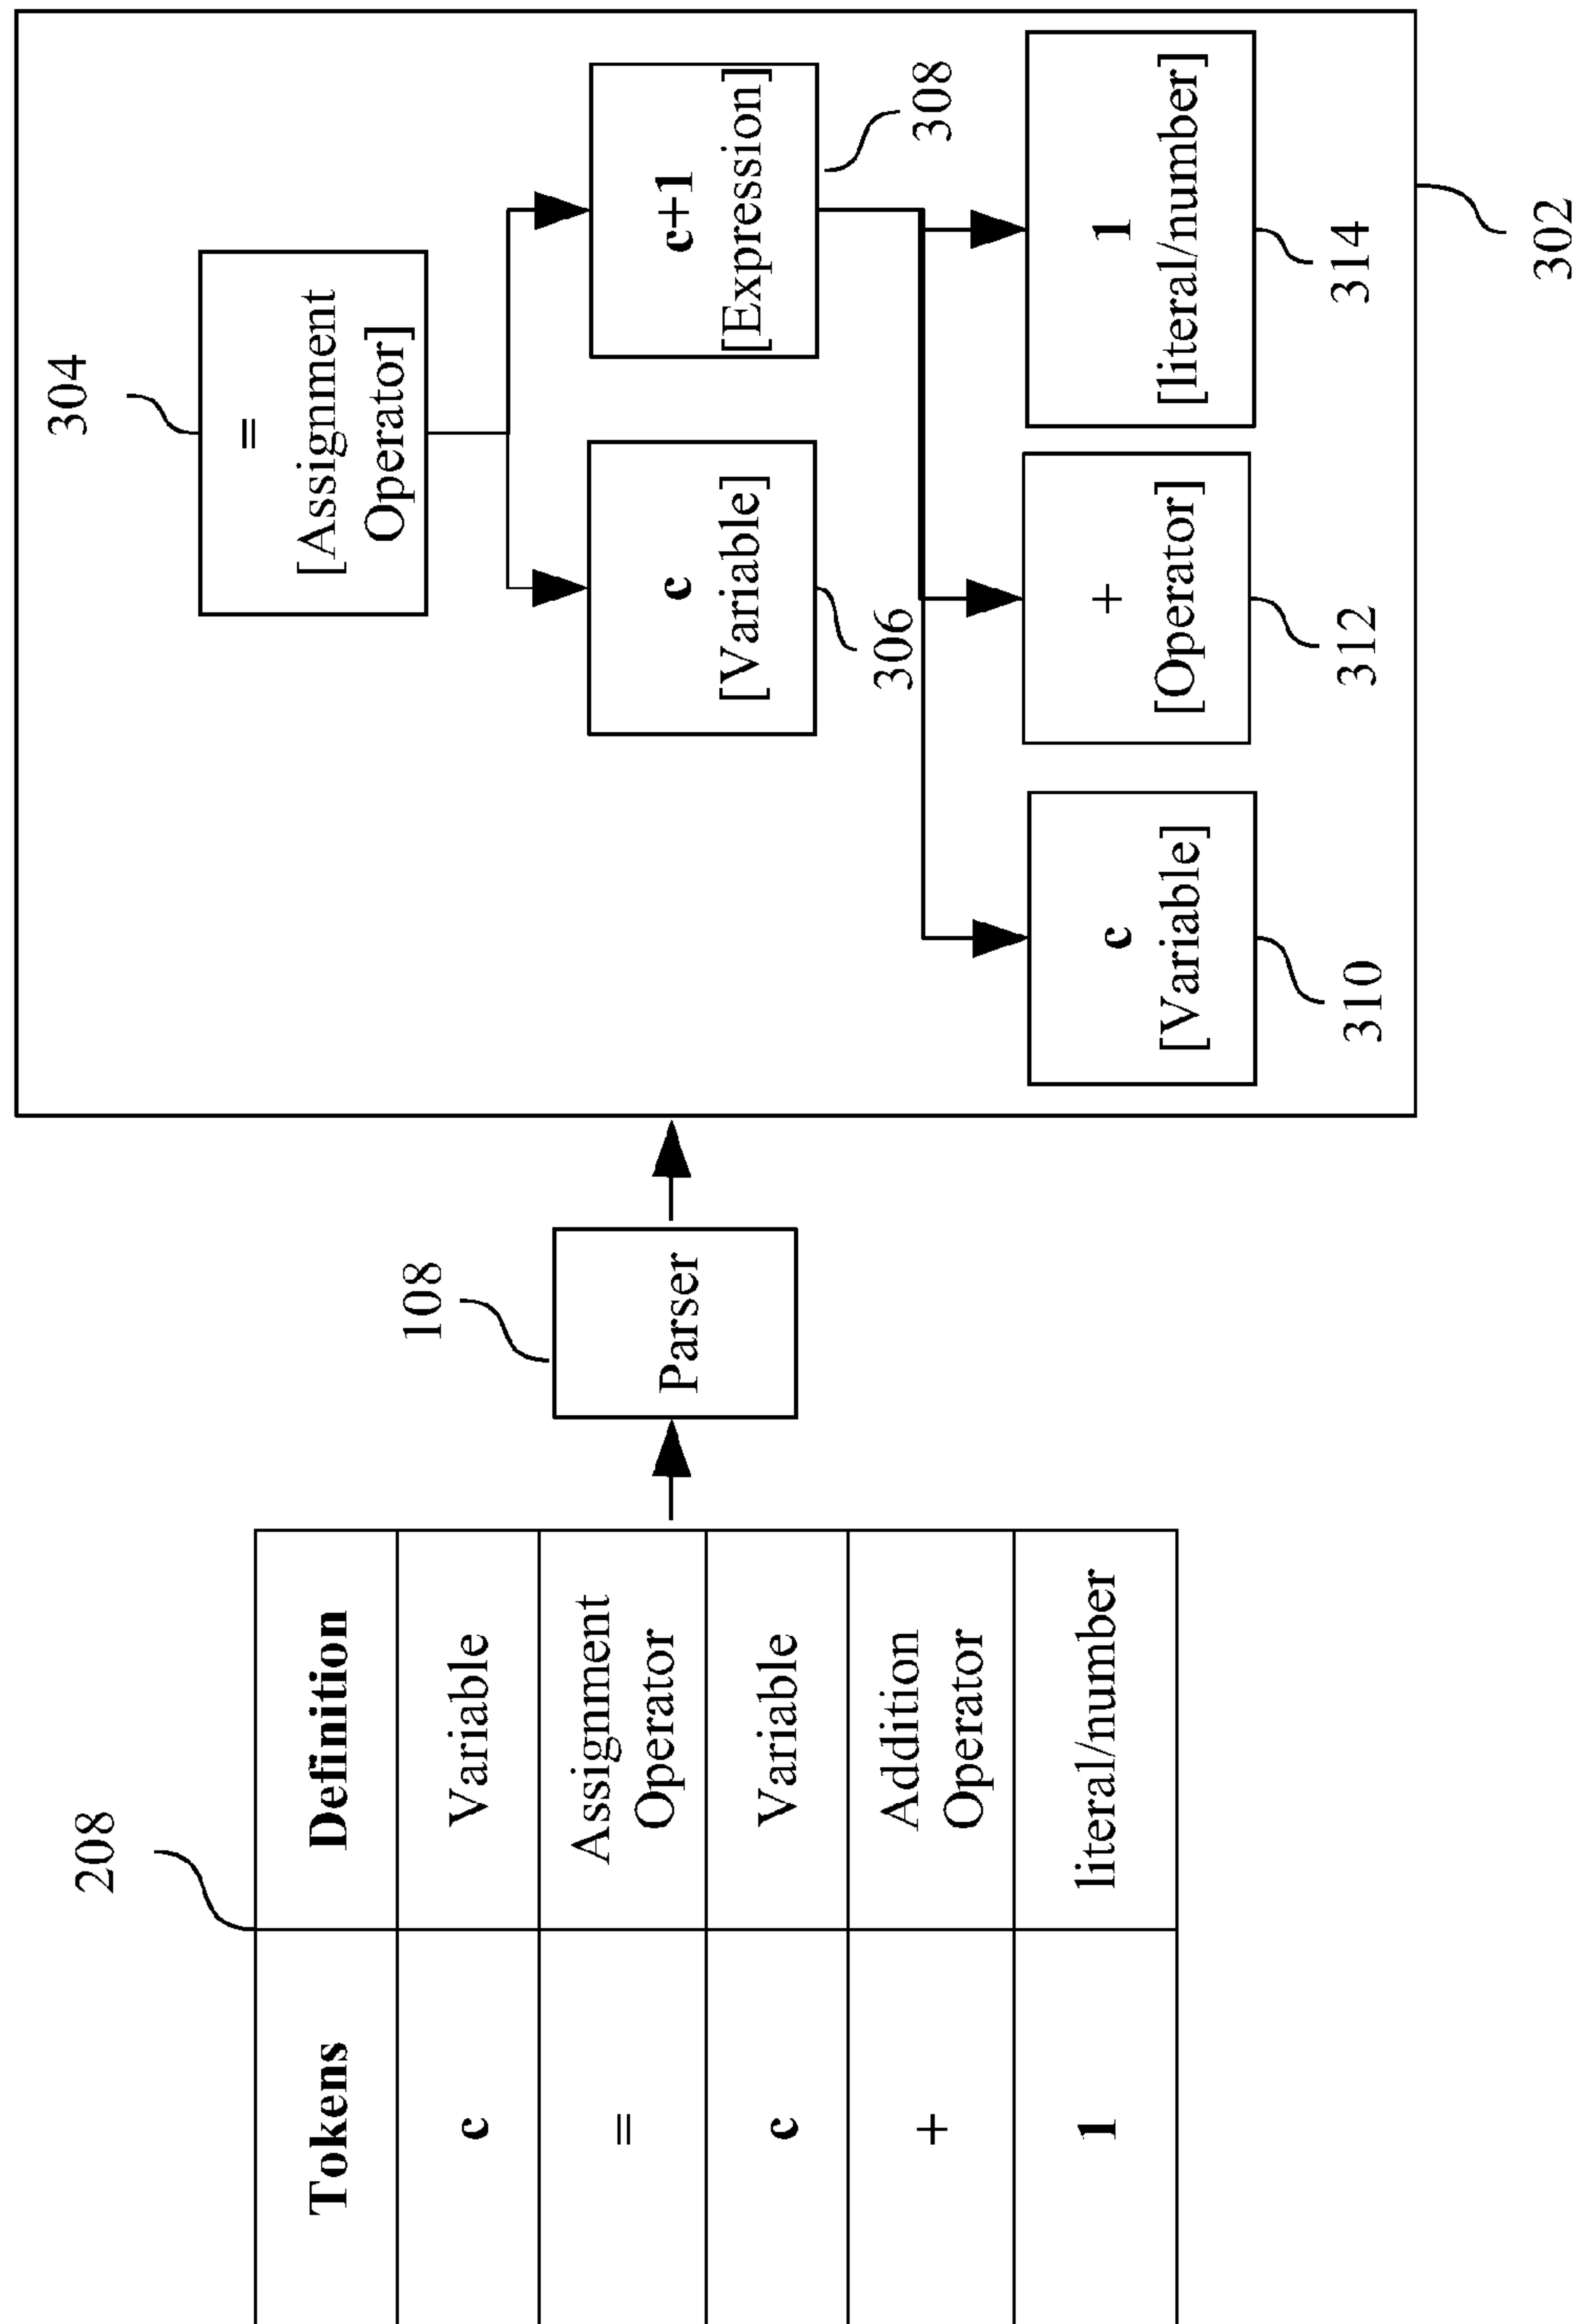 208
Tokens Definition
c Variable
= Assignment
Operator
c Variable
+ Addition
Operator
1 literal/number
108
Parser
304
=
[Assignment
Operator]
c
[Variable]
306
c+1
[Expression]
308
c
[Variable]
310
+
[Operator]
312
1
[literal/number]
314
302